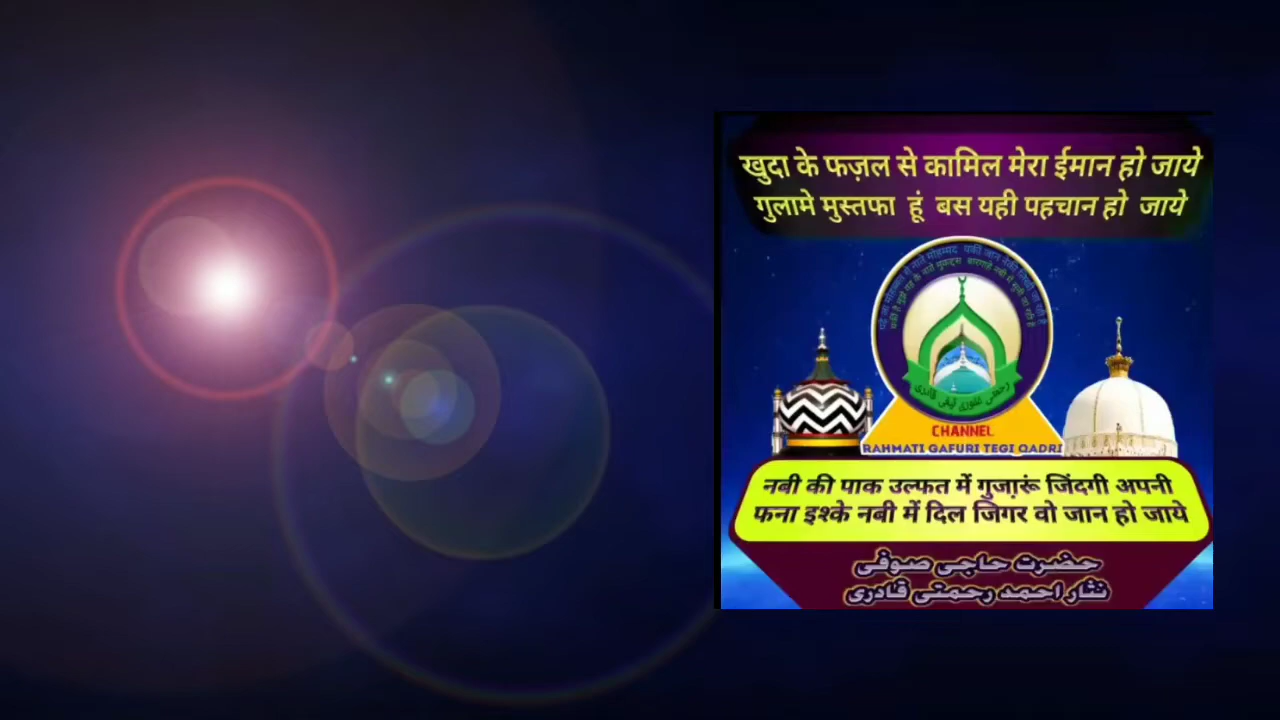 खुदा के फज़ल से कामिल मेरा ईमान हो जाये
गुलामे मुस्तफा हूं बस यही पहचान हो जाये
CHANNEL
RAHMATI GAFURI TEGI QADRI
नबी की पाक उल्फत में गुजा़रूं जिंदगी अपनी
फना इश्के नबी में दिल जिगर वो जान हो जाये
حضرت حاجی صوفی
نثار احمد رحمتی قادری